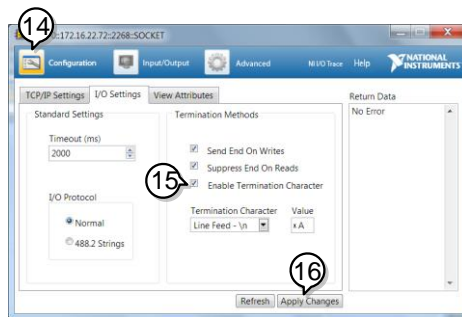 14
::172.16.22.72::2268::SOCKET
Configuration Input/Output Advanced NI I/O Trace Help NATIONAL INSTRUMENTS
TCP/IP Settings I/O Settings View Attributes
Return Data
No Error
Standard Settings
Timeout (ms)
2000
I/O Protocol
Normal
488.2 Strings
Termination Methods
Send End On Writes
Suppress End On Reads
15
Enable Termination Character
Termination Character Value
Line Feed - \n xA
16
Refresh Apply Changes